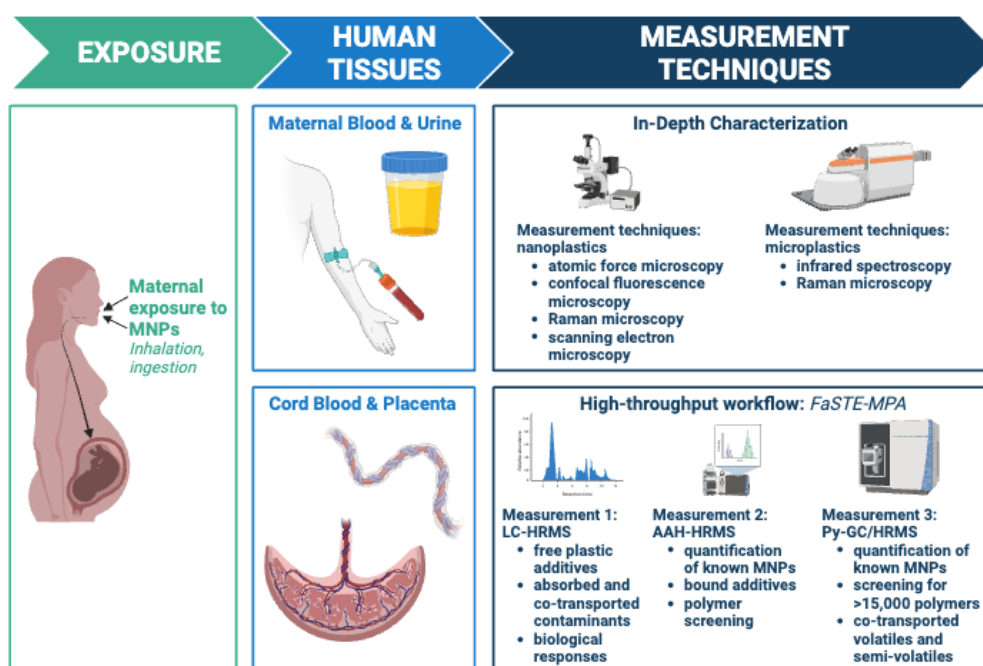 EXPOSURE
HUMAN
TISSUES
MEASUREMENT
TECHNIQUES
Maternal
exposure to
MNPs
Inhalation,
ingestion
Maternal Blood & Urine
Cord Blood & Placenta
In-Depth Characterization
Measurement techniques:
nanoplastics
• atomic force microscopy
• confocal fluorescence
microscopy
• Raman microscopy
• scanning electron
microscopy
Measurement techniques:
microplastics
• infrared spectroscopy
• Raman microscopy
High-throughput workflow: FaSTE-MPA
Measurement 1:
LC-HRMS
• free plastic
additives
• absorbed and
co-transported
contaminants
• biological
responses
Measurement 2:
AAH-HRMS
• quantification
of known MNPs
• bound additives
• polymer
screening
Measurement 3:
Py-GC/HRMS
• quantification of
known MNPs
• screening for
>15,000 polymers
• co-transported
volatiles and
semi-volatiles